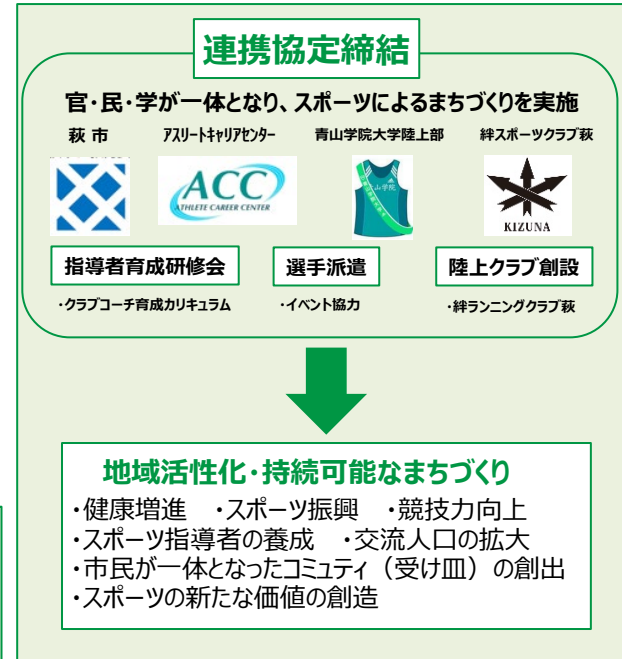 連携協定締結
官・民・学が一体となり、スポーツによるまちづくりを実施
萩 市 アスリートキャリアセンター 青山学院大学陸上部 絆スポーツクラブ萩
ACC
ATHLETE CAREER CENTER
山学院
KIZUNA
指導者育成研修会 選手派遣 陸上クラブ創設
・クラブコーチ育成カリキュラム ・イベント協力 ・絆ランニングクラブ萩
地域活性化・持続可能なまちづくり
・健康増進 ・スポーツ振興 ・競技力向上
・スポーツ指導者の養成 ・交流人口の拡大
・市民が一体となったコミュティ（受け皿）の創出
・スポーツの新たな価値の創造